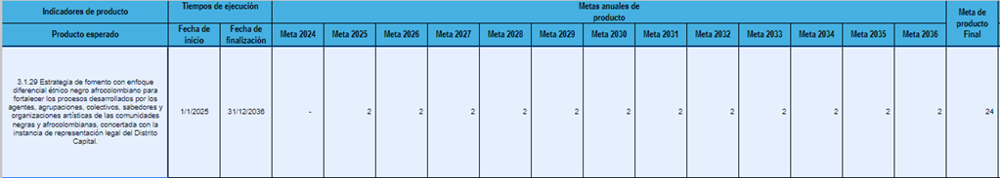 Indicadores de producto
Tiempos de ejecución
Metas anuales de
producto
Meta de
producto
Final
Producto esperado
Fecha de
inicio
Fecha de
finalización
Meta 2024
Meta 2025
Meta 2026
Meta 2027
Meta 2028
Meta 2029
Meta 2030
Meta 2031
Meta 2032
Meta 2033
Meta 2034
Meta 2035
Meta 2036
3.1.29 Estrategia de fomento con enfoque
diferencial étnico negro afrocolombiano para
fortalecer los procesos desarrollados por los
agentes, agrupaciones, colectivos, sabedores y
organizaciones artísticas de las comunidades
negras y afrocolombianas, concertada con la
instancia de representación legal del Distrito
Capital.
1/1/2025
31/12/2036
-
2
2
2
2
2
2
2
2
2
2
2
2
24